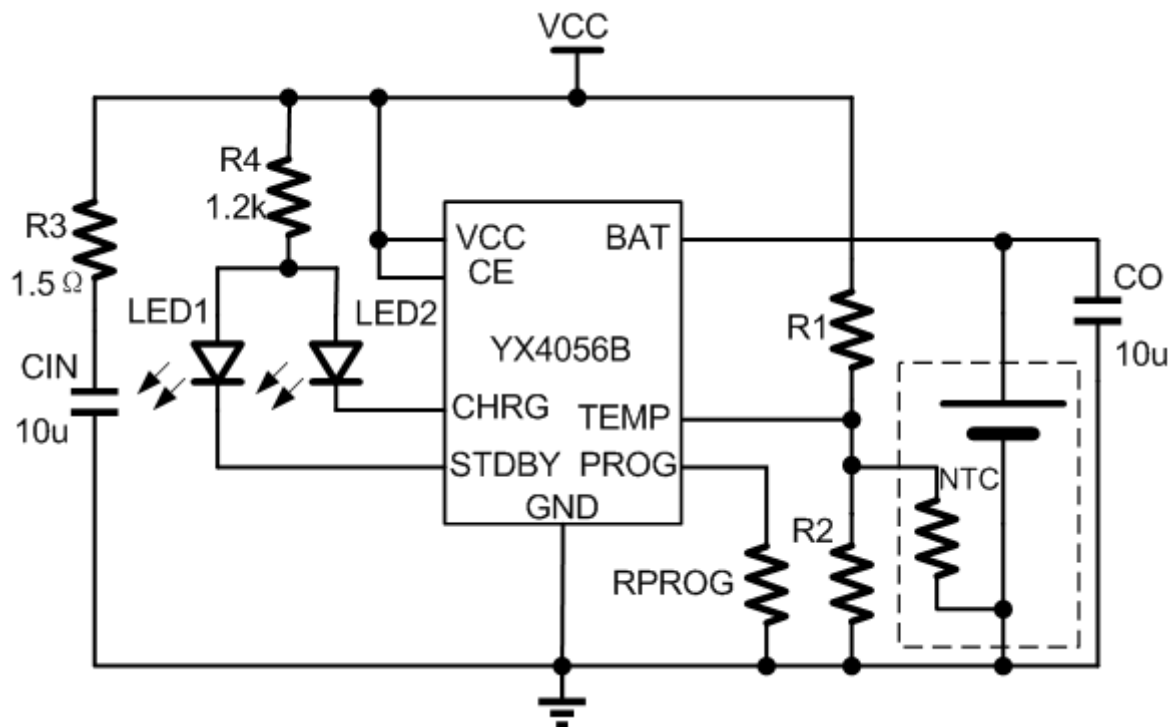 VCC
R4
1.2k
R3
1.5 Ω
LED1
LED2
CIN
10u
VCC
CE
BAT
YX4056B
CHRG
TEMP
STDBY
PROG
GND
R1
CO
10u
NTC
R2
RPROG